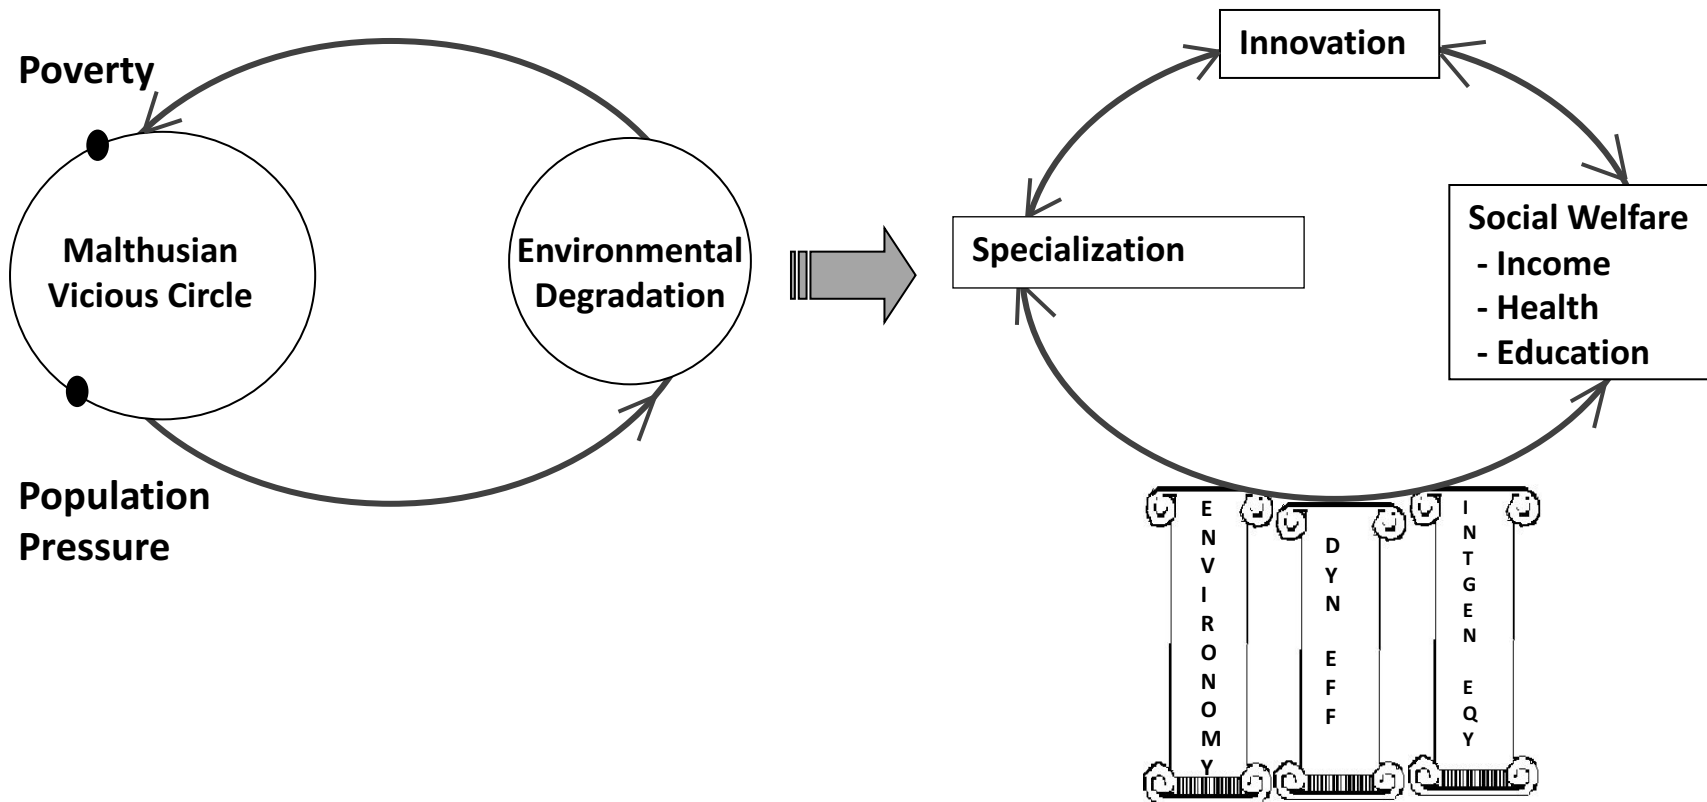 Poverty
Malthusian
Vicious Circle
Environmental
Degradation
Population
Pressure
Innovation
Specialization
Social Welfare
- Income
- Health
- Education
ENVIRONOMY
DYN EFF
INTGEN EQY